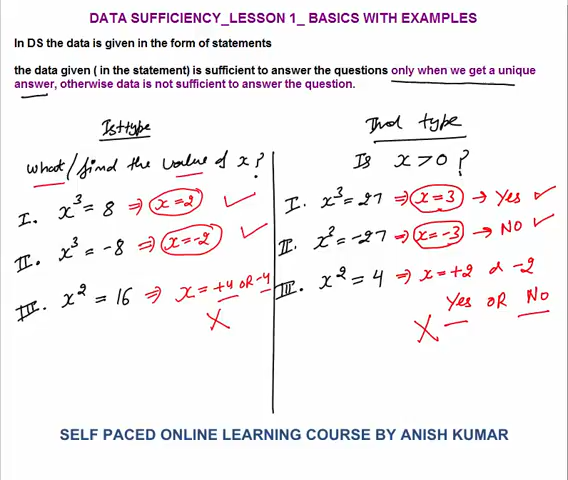 DATA SUFFICIENCY_LESSON 1_ BASICS WITH EXAMPLES
In DS the data is given in the form of statements
the data given ( in the statement) is sufficient to answer the questions only when we get a unique
answer, otherwise data is not sufficient to answer the question.
Ist type
What/find the value of x?
I. x³ = 8 ⇒ x=2 ✓
II. x³ = -8 ⇒ x=-2 ✓
III. x² = 16 ⇒ x = +4 OR -4
X
IInd type
Is x > 0 ?
I. x³ = 27 ⇒ x=3 → Yes ✓
II. x³ = -27 ⇒ x=-3 → NO ✓
III. x² = 4 ⇒ x = +2 or -2
Yes OR No
X
SELF PACED ONLINE LEARNING COURSE BY ANISH KUMAR